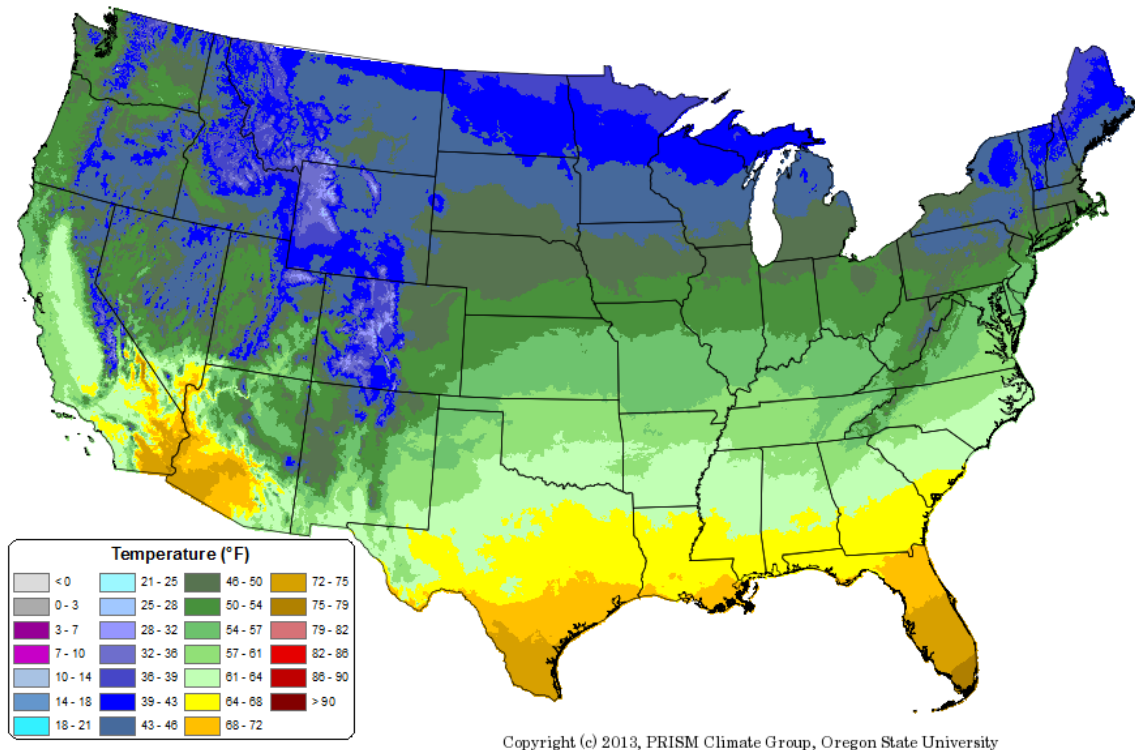 Temperature (°F)
< 0
0 - 3
3 - 7
7 - 10
10 - 14
14 - 18
18 - 21
21 - 25
25 - 28
28 - 32
32 - 36
36 - 39
39 - 43
43 - 46
46 - 50
50 - 54
54 - 57
57 - 61
61 - 64
64 - 68
68 - 72
72 - 75
75 - 79
79 - 82
82 - 86
86 - 90
> 90
Copyright (c) 2013, PRISM Climate Group, Oregon State University